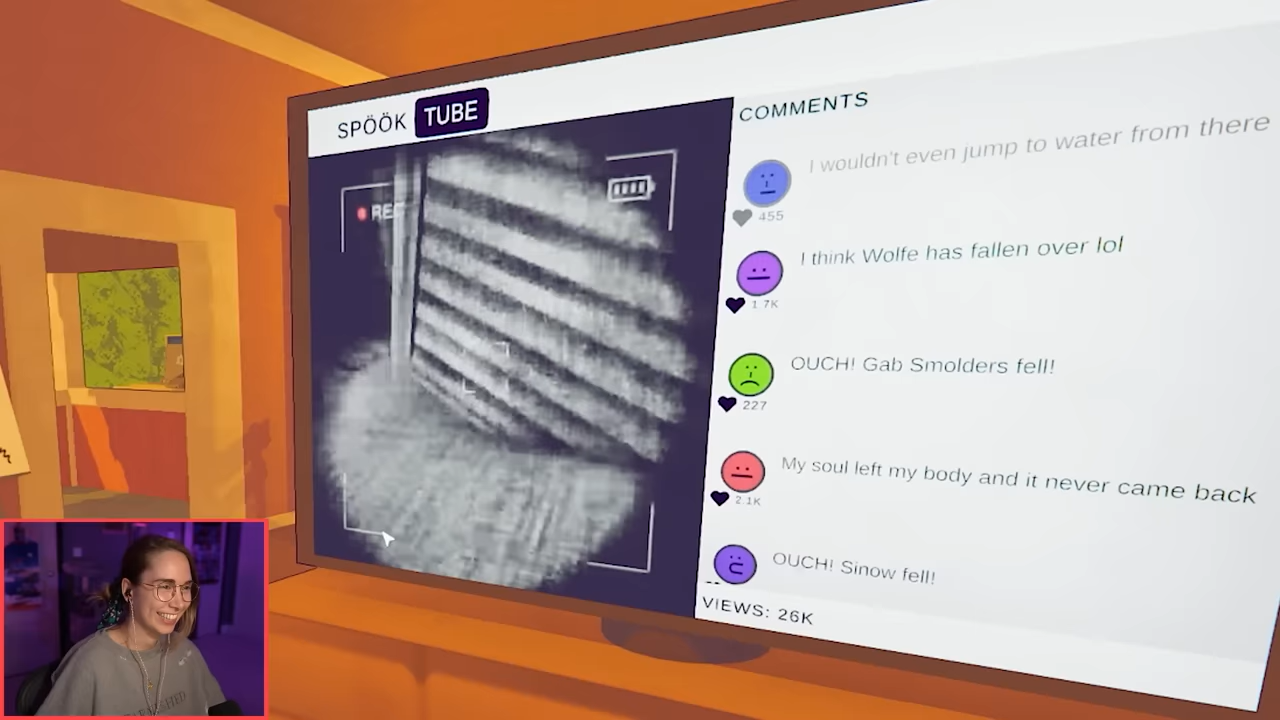 SPÖÖK TUBE
REC
COMMENTS
I wouldn't even jump to water from there
455
I think Wolfe has fallen over lol
1.7K
OUCH! Gab Smolders fell!
227
My soul left my body and it never came back
2.1K
OUCH! Sinow fell!
VIEWS: 26K